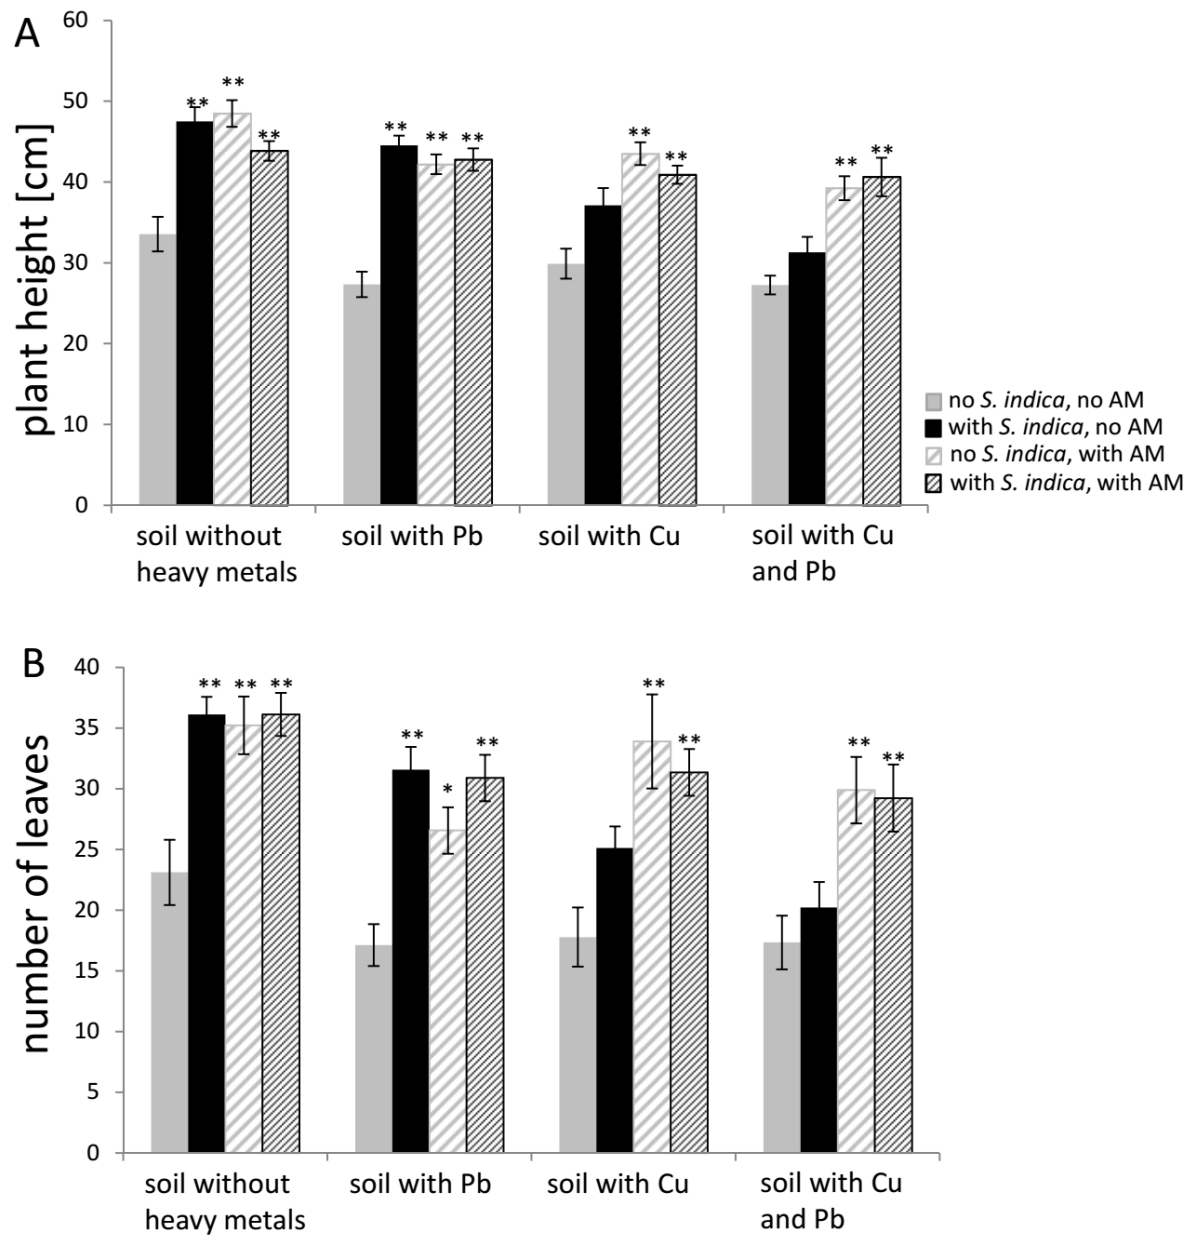 A
60
50
40
30
20
10
0
plant height [cm]
** ** **
** ** **
** **
** **
no S. indica, no AM
with S. indica, no AM
no S. indica, with AM
with S. indica, with AM
soil without
heavy metals
soil with Pb
soil with Cu
soil with Cu
and Pb
B
40
35
30
25
20
15
10
5
0
number of leaves
** ** **
** * **
** **
** **
soil without
heavy metals
soil with Pb
soil with Cu
soil with Cu
and Pb